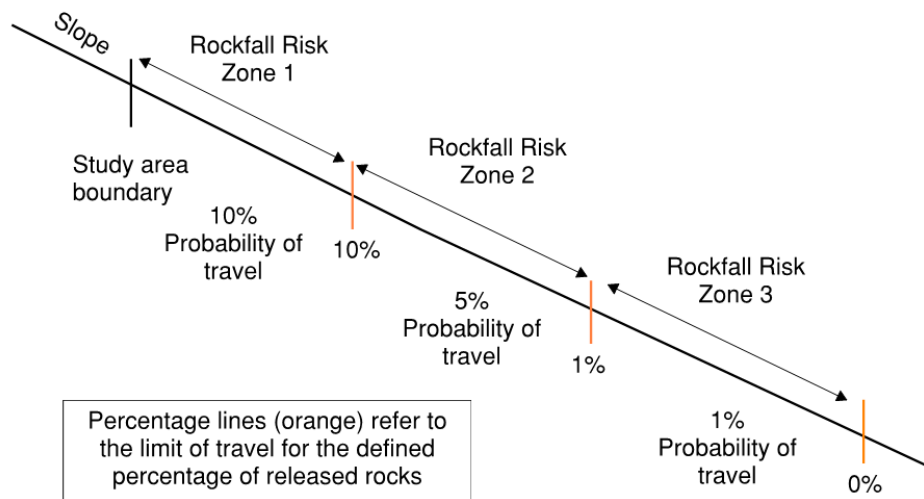 Slope
Rockfall Risk
Zone 1
Study area
boundary
Rockfall Risk
Zone 2
10%
Probability of
travel
10%
Rockfall Risk
Zone 3
5%
Probability of
travel
1%
Percentage lines (orange) refer to
the limit of travel for the defined
percentage of released rocks
1%
Probability of
travel
0%